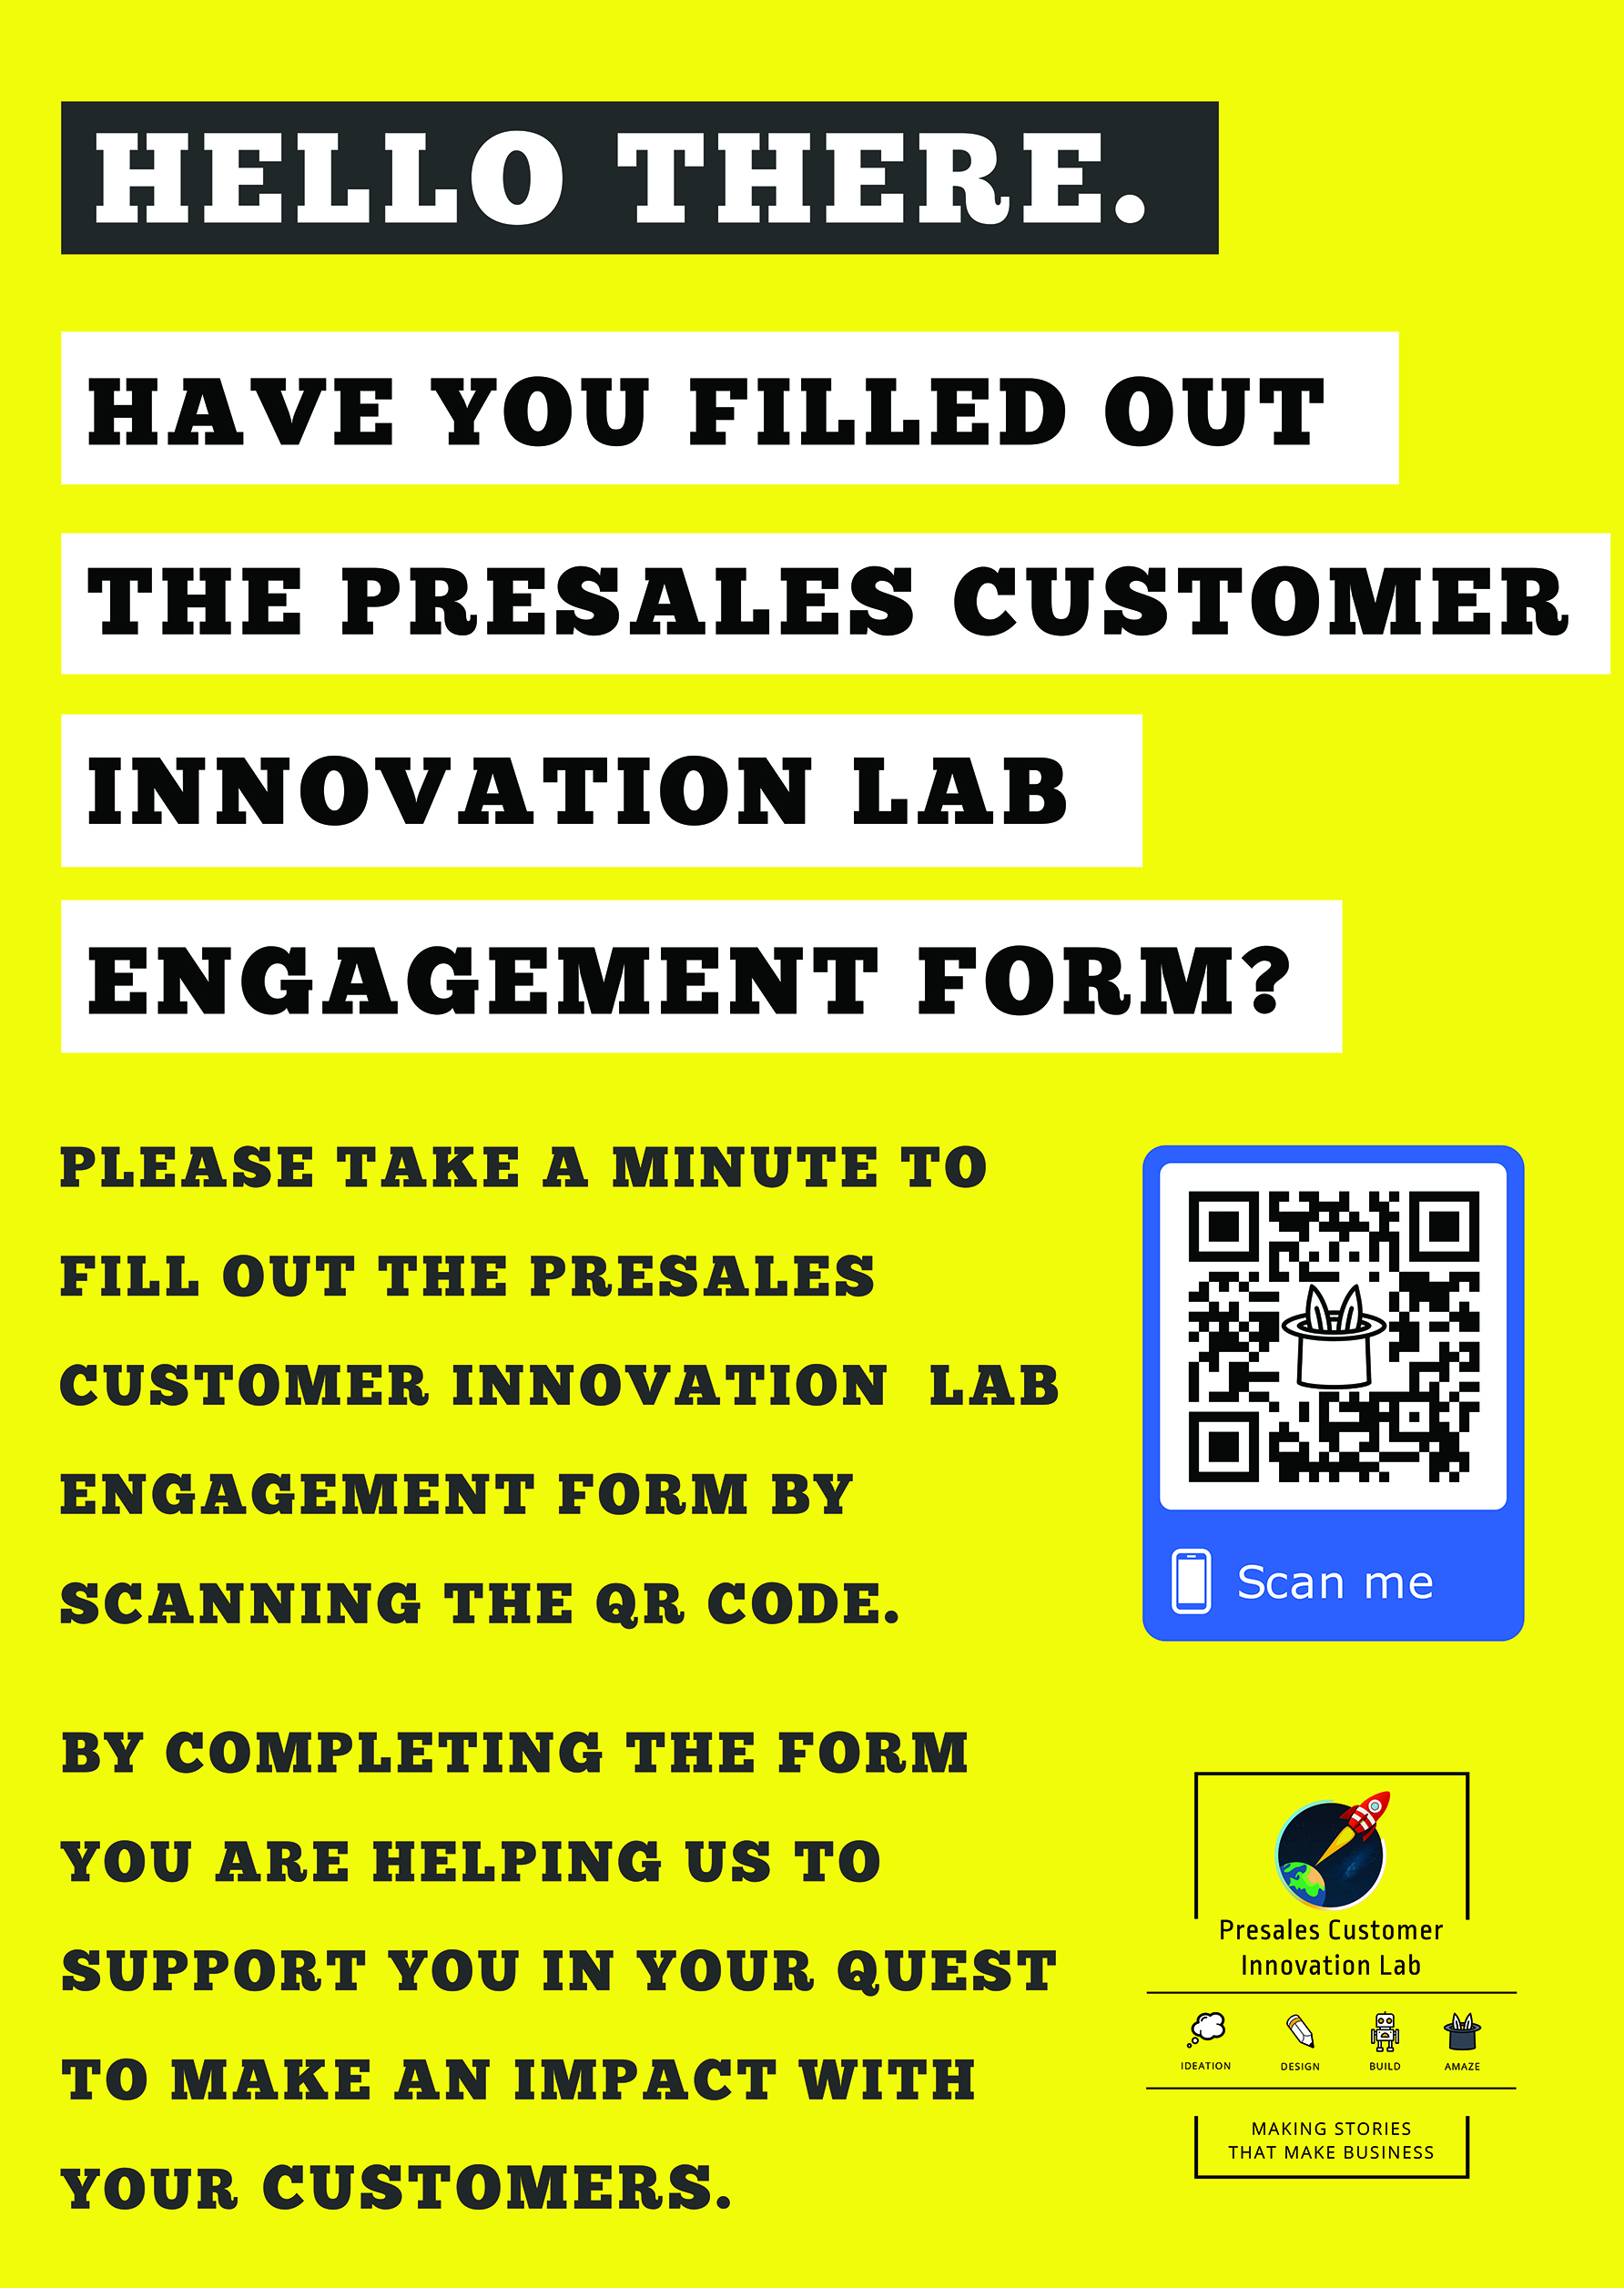 HELLO THERE.
HAVE YOU FILLED OUT
THE PRESALES CUSTOMER
INNOVATION LAB
ENGAGEMENT FORM?
PLEASE TAKE A MINUTE TO
FILL OUT THE PRESALES
CUSTOMER INNOVATION LAB
ENGAGEMENT FORM BY
SCANNING THE QR CODE.
Scan me
BY COMPLETING THE FORM
YOU ARE HELPING US TO
SUPPORT YOU IN YOUR QUEST
TO MAKE AN IMPACT WITH
YOUR CUSTOMERS.
Presales Customer
Innovation Lab
IDEATION DESIGN BUILD AMAZE
MAKING STORIES
THAT MAKE BUSINESS